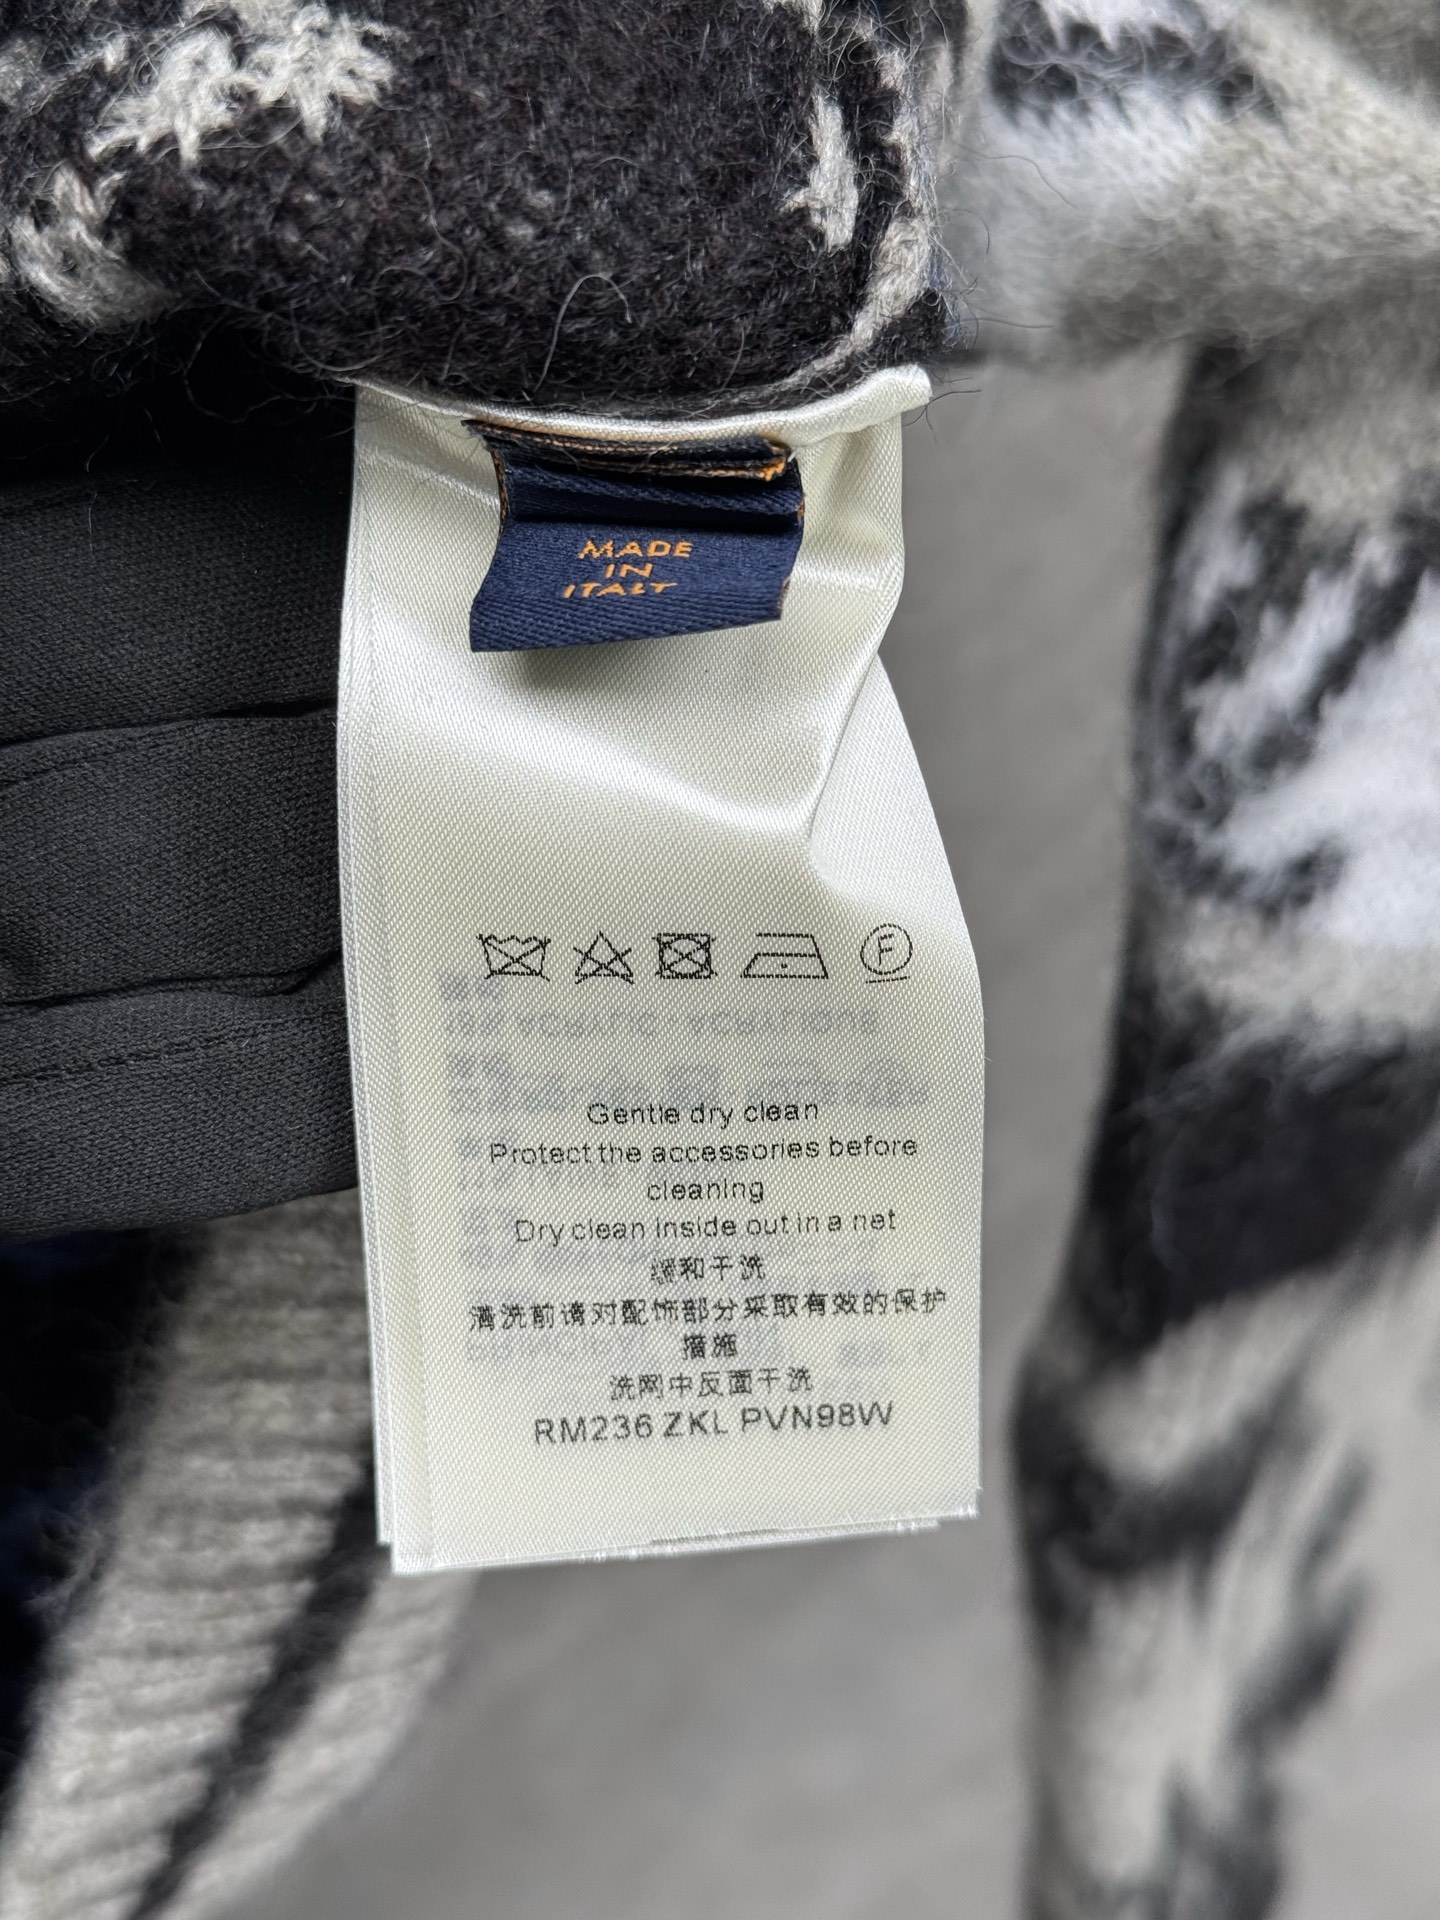 MADE
IN
ITALY
F
Gentle dry clean
Protect the accessories before
cleaning
Dry clean inside out in a net
缓和干洗
清洗前请对配饰部分采取有效的保护
措施
洗网中反面干洗
RM236 ZKL PVN98W